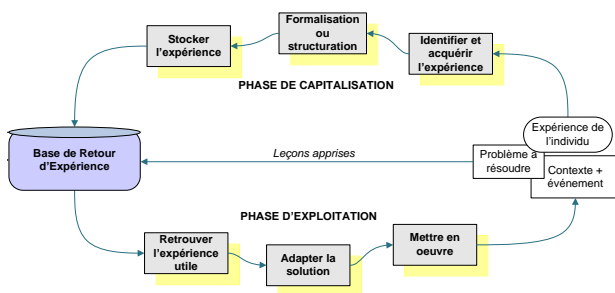 Formalisation
ou
structuration
Stocker
l'expérience
Identifier et
acquérir
l'expérience
PHASE DE CAPITALISATION
Expérience de
l'individu
Base de Retour
d'Expérience
Leçons apprises
Problème à
résoudre
Contexte +
événement
PHASE D'EXPLOITATION
Retrouver
l'expérience
utile
Adapter la
solution
Mettre en
oeuvre